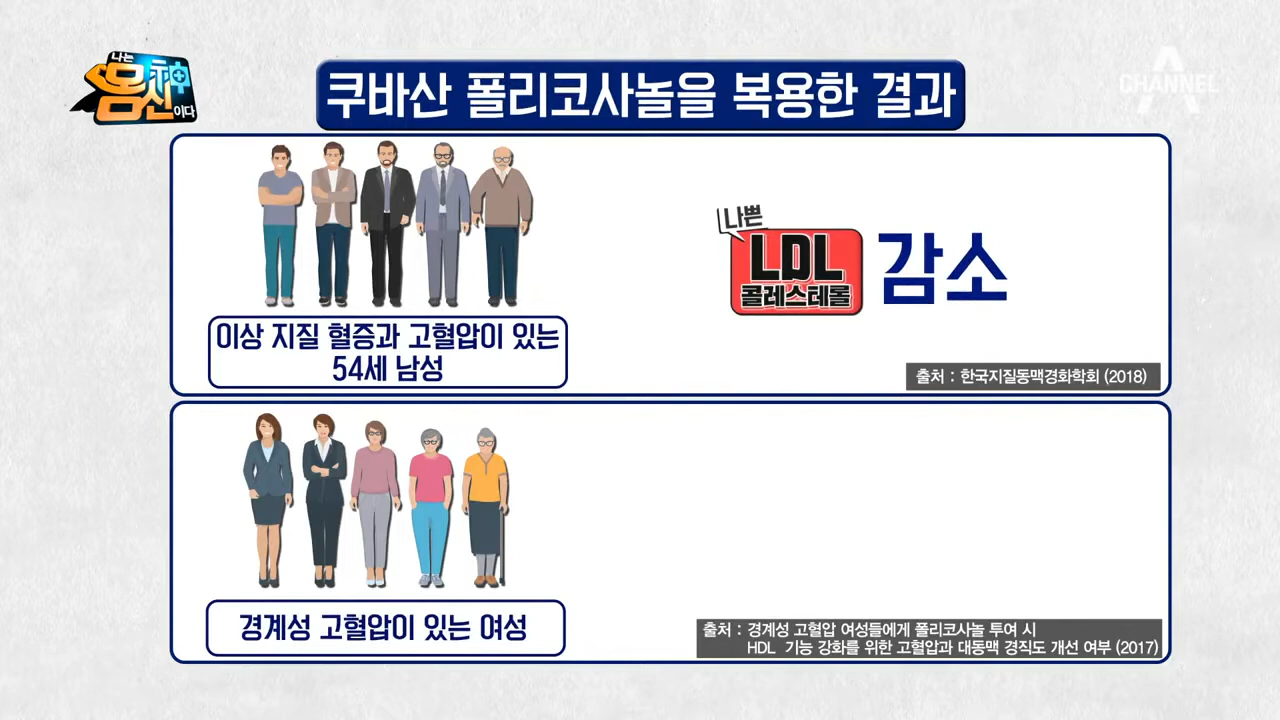 나는
몸신神
이다
쿠바산 폴리코사놀을 복용한 결과
CHANNEL A
나쁜
LDL
콜레스테롤
감소
이상 지질 혈증과 고혈압이 있는
54세 남성
출처 : 한국지질동맥경화학회 (2018)
경계성 고혈압이 있는 여성
출처 : 경계성 고혈압 여성들에게 폴리코사놀 투여 시
HDL 기능 강화를 위한 고혈압과 대동맥 경직도 개선 여부 (2017)